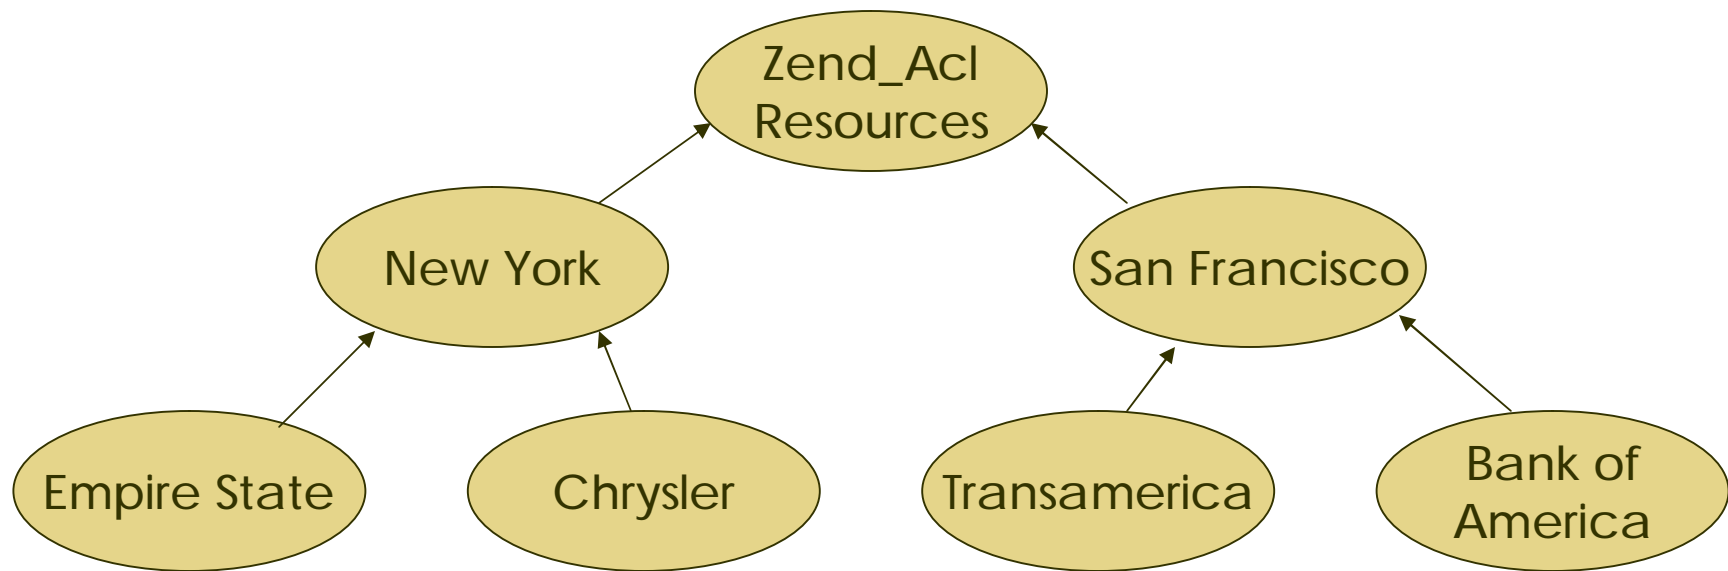 Zend_Acl
Resources
New York
San Francisco
Empire State
Chrysler
Transamerica
Bank of
America